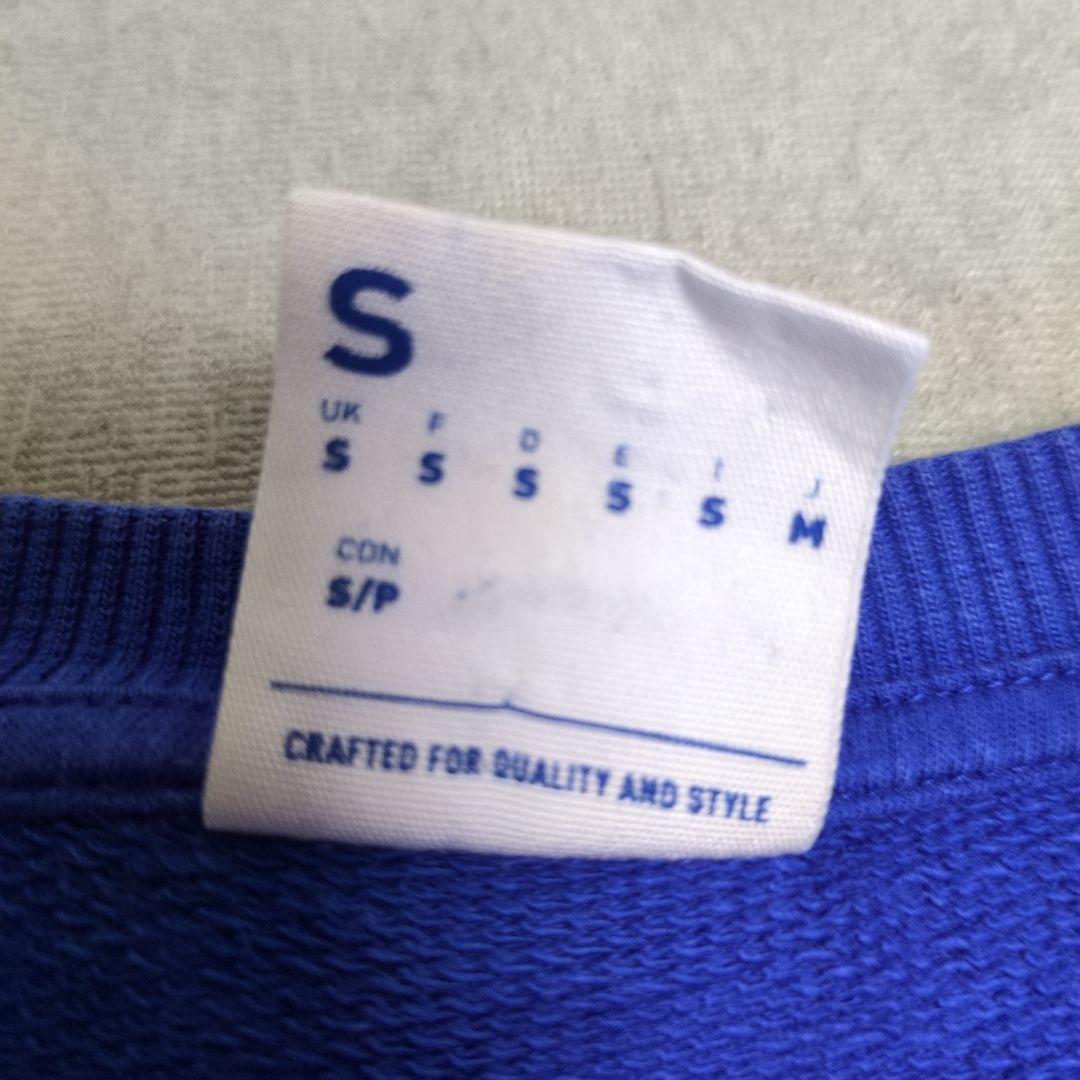 S
UK F D E I J
S S S S S M
CDN
S/P
CRAFTED FOR QUALITY AND STYLE